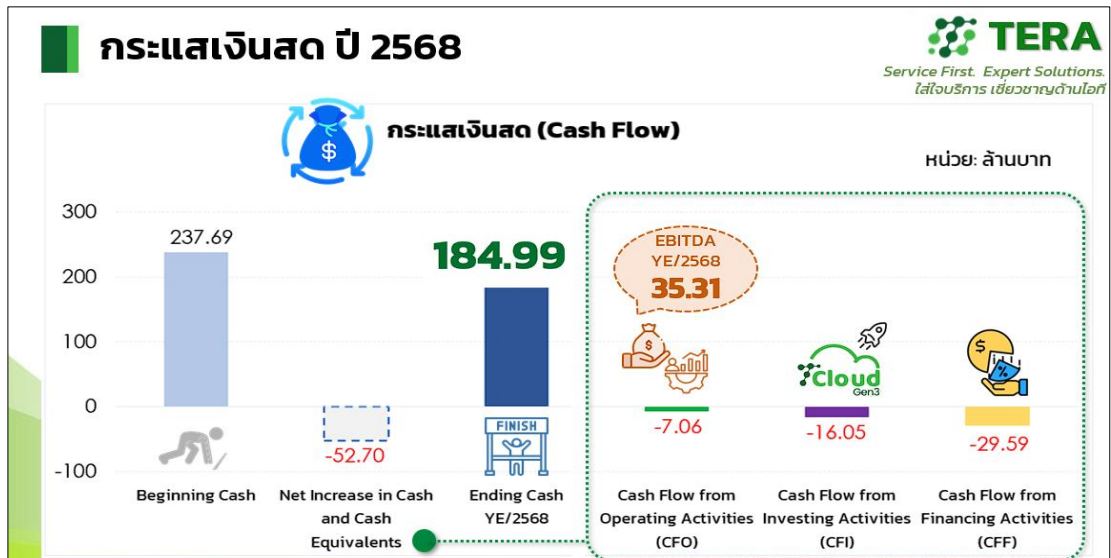 กระแสเงินสด ปี 2568
TERA
Service First. Expert Solutions.
ใส่ใจบริการ เชี่ยวชาญด้านไอที
กระแสเงินสด (Cash Flow)
หน่วย: ล้านบาท
300
200
100
0
-100
237.69
-52.70
184.99
FINISH
EBITDA
YE/2568
35.31
-7.06
Cloud
Gen3
-16.05
-29.59
Beginning Cash
Net Increase in Cash
and Cash
Equivalents
Ending Cash
YE/2568
Cash Flow from
Operating Activities
(CFO)
Cash Flow from
Investing Activities
(CFI)
Cash Flow from
Financing Activities
(CFF)